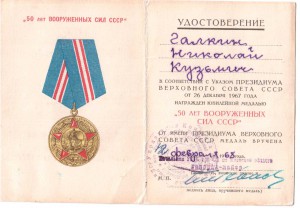 "50 ЛЕТ ВООРУЖЕННЫХ СИЛ СССР"
УДОСТОВЕРЕНИЕ
Галкин
Николай
Кузьмич
В СООТВЕТСТВИИ С УКАЗОМ ПРЕЗИДИУМА
ВЕРХОВНОГО СОВЕТА СССР
ОТ 26 ДЕКАБРЯ 1967 ГОДА
НАГРАЖДЕН ЮБИЛЕЙНОЙ МЕДАЛЬЮ
"50 ЛЕТ ВООРУЖЕННЫХ
СИЛ СССР"
ОТ ИМЕНИ ПРЕЗИДИУМА ВЕРХОВНОГО
СОВЕТА СССР МЕДАЛЬ ВРУЧЕНА
февраля
М.П.